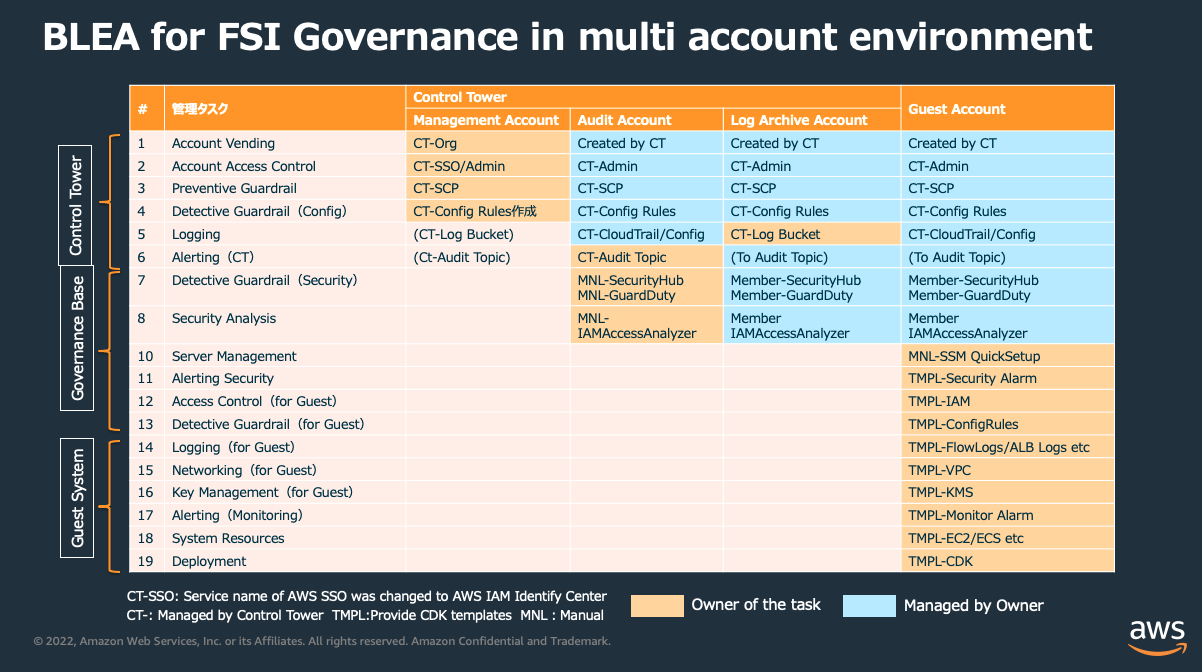 BLEA for FSI Governance in multi account environment
# 管理タスク Control Tower Guest Account
Management Account Audit Account Log Archive Account
Control Tower
1 Account Vending CT-Org Created by CT Created by CT Created by CT
2 Account Access Control CT-SSO/Admin CT-Admin CT-Admin CT-Admin
3 Preventive Guardrail CT-SCP CT-SCP CT-SCP CT-SCP
4 Detective Guardrail（Config） CT-Config Rules作成 CT-Config Rules CT-Config Rules CT-Config Rules
5 Logging (CT-Log Bucket) CT-CloudTrail/Config CT-Log Bucket CT-CloudTrail/Config
6 Alerting（CT） (Ct-Audit Topic) CT-Audit Topic (To Audit Topic) (To Audit Topic)
Governance Base
7 Detective Guardrail (Security) MNL-SecurityHub Member-SecurityHub Member-SecurityHub
MNL-GuardDuty Member-GuardDuty Member-GuardDuty
8 Security Analysis MNL- Member Member
IAMAccessAnalyzer IAMAccessAnalyzer IAMAccessAnalyzer
10 Server Management MNL-SSM QuickSetup
11 Alerting Security TMPL-Security Alarm
12 Access Control（for Guest） TMPL-IAM
13 Detective Guardrail（for Guest） TMPL-ConfigRules
Guest System
14 Logging（for Guest） TMPL-FlowLogs/ALB Logs etc
15 Networking（for Guest） TMPL-VPC
16 Key Management（for Guest） TMPL-KMS
17 Alerting（Monitoring） TMPL-Monitor Alarm
18 System Resources TMPL-EC2/ECS etc
19 Deployment TMPL-CDK
CT-SSO: Service name of AWS SSO was changed to AWS IAM Identify Center
CT-: Managed by Control Tower TMPL:Provide CDK templates MNL : Manual
Owner of the task Managed by Owner
© 2022, Amazon Web Services, Inc. or its Affiliates. All rights reserved. Amazon Confidential and Trademark.
aws